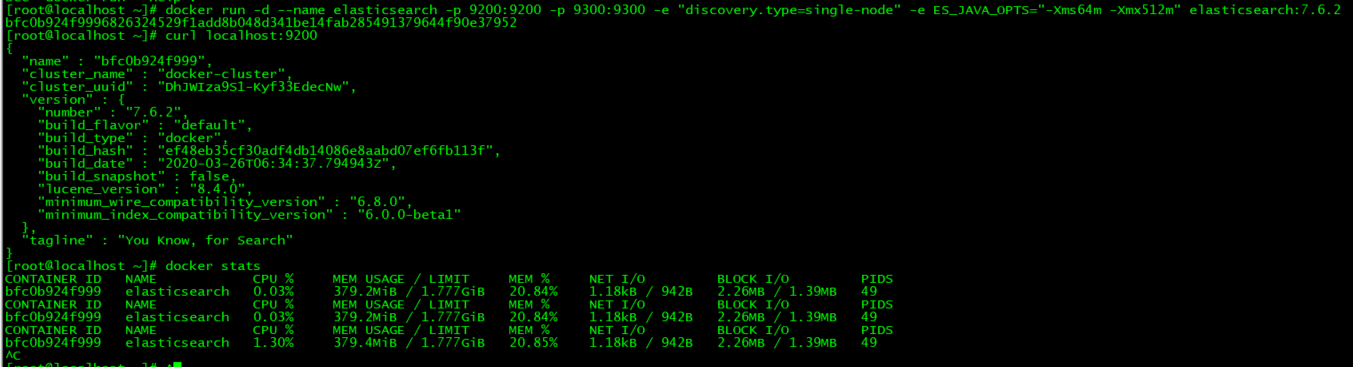 [root@localhost ~]# docker run -d --name elasticsearch -p 9200:9200 -p 9300:9300 -e "discovery.type=single-node" -e ES_JAVA_OPTS="-Xms64m -Xmx512m" elasticsearch:7.6.2
bfc0b924f9996826324529f1add8b048d341be14fab285491379644f90e37952
[root@localhost ~]# curl localhost:9200
{
  "name" : "bfc0b924f999",
  "cluster_name" : "docker-cluster",
  "cluster_uuid" : "DhJWIza9S1-Kyf33EdecNw",
  "version" : {
    "number" : "7.6.2",
    "build_flavor" : "default",
    "build_type" : "docker",
    "build_hash" : "ef48eb35cf30adf4db14086e8aabd07ef6fb113f",
    "build_date" : "2020-03-26T06:34:37.794943Z",
    "build_snapshot" : false,
    "lucene_version" : "8.4.0",
    "minimum_wire_compatibility_version" : "6.8.0",
    "minimum_index_compatibility_version" : "6.0.0-beta1"
  },
  "tagline" : "You Know, for Search"
}
[root@localhost ~]# docker stats
CONTAINER ID   NAME            CPU %     MEM USAGE / LIMIT     MEM %     NET I/O         BLOCK I/O         PIDS
bfc0b924f999   elasticsearch   0.03%     379.2MiB / 1.777GiB   20.84%    1.18kB / 942B   2.26MB / 1.39MB   49
CONTAINER ID   NAME            CPU %     MEM USAGE / LIMIT     MEM %     NET I/O         BLOCK I/O         PIDS
bfc0b924f999   elasticsearch   0.03%     379.2MiB / 1.777GiB   20.84%    1.18kB / 942B   2.26MB / 1.39MB   49
CONTAINER ID   NAME            CPU %     MEM USAGE / LIMIT     MEM %     NET I/O         BLOCK I/O         PIDS
bfc0b924f999   elasticsearch   1.30%     379.4MiB / 1.777GiB   20.85%    1.18kB / 942B   2.26MB / 1.39MB   49
^C